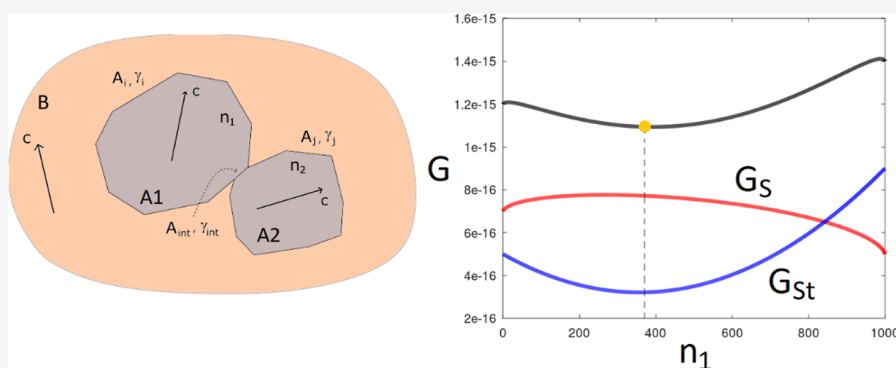 B
c
Ai, γi
c
n1
Aj, γj
n2
c
A1
Aint, γint
A2
1.6e-15
1.4e-15
1.2e-15
1e-15
8e-16
6e-16
4e-16
2e-16
G
GS
GSt
0 200 400 600 800 1000
n1